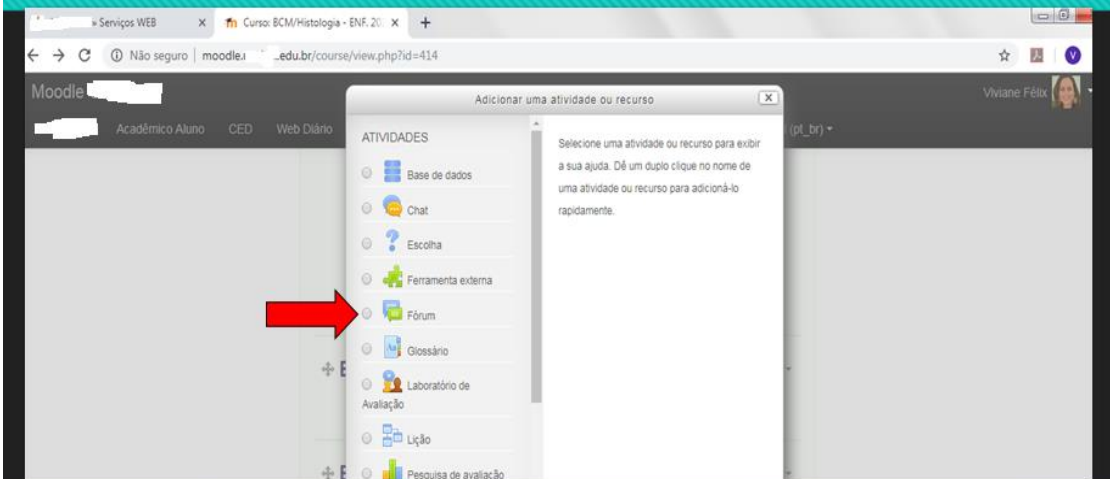 » Serviços WEB
Curso: BCM/Histologia - ENF. 20
Não seguro | moodle. .edu.br/course/view.php?id=414
V
Moodle
Viviane Félix
Acadêmico Aluno CED Web Diário
(pt_br)
Adicionar uma atividade ou recurso
ATIVIDADES
Base de dados
Chat
Escolha
Ferramenta externa
Fórum
Glossário
Laboratório de
Avaliação
Lição
Pesquisa de avaliação
Selecione uma atividade ou recurso para exibir
a sua ajuda. Dê um duplo clique no nome de
uma atividade ou recurso para adicioná-lo
rapidamente.
E
E